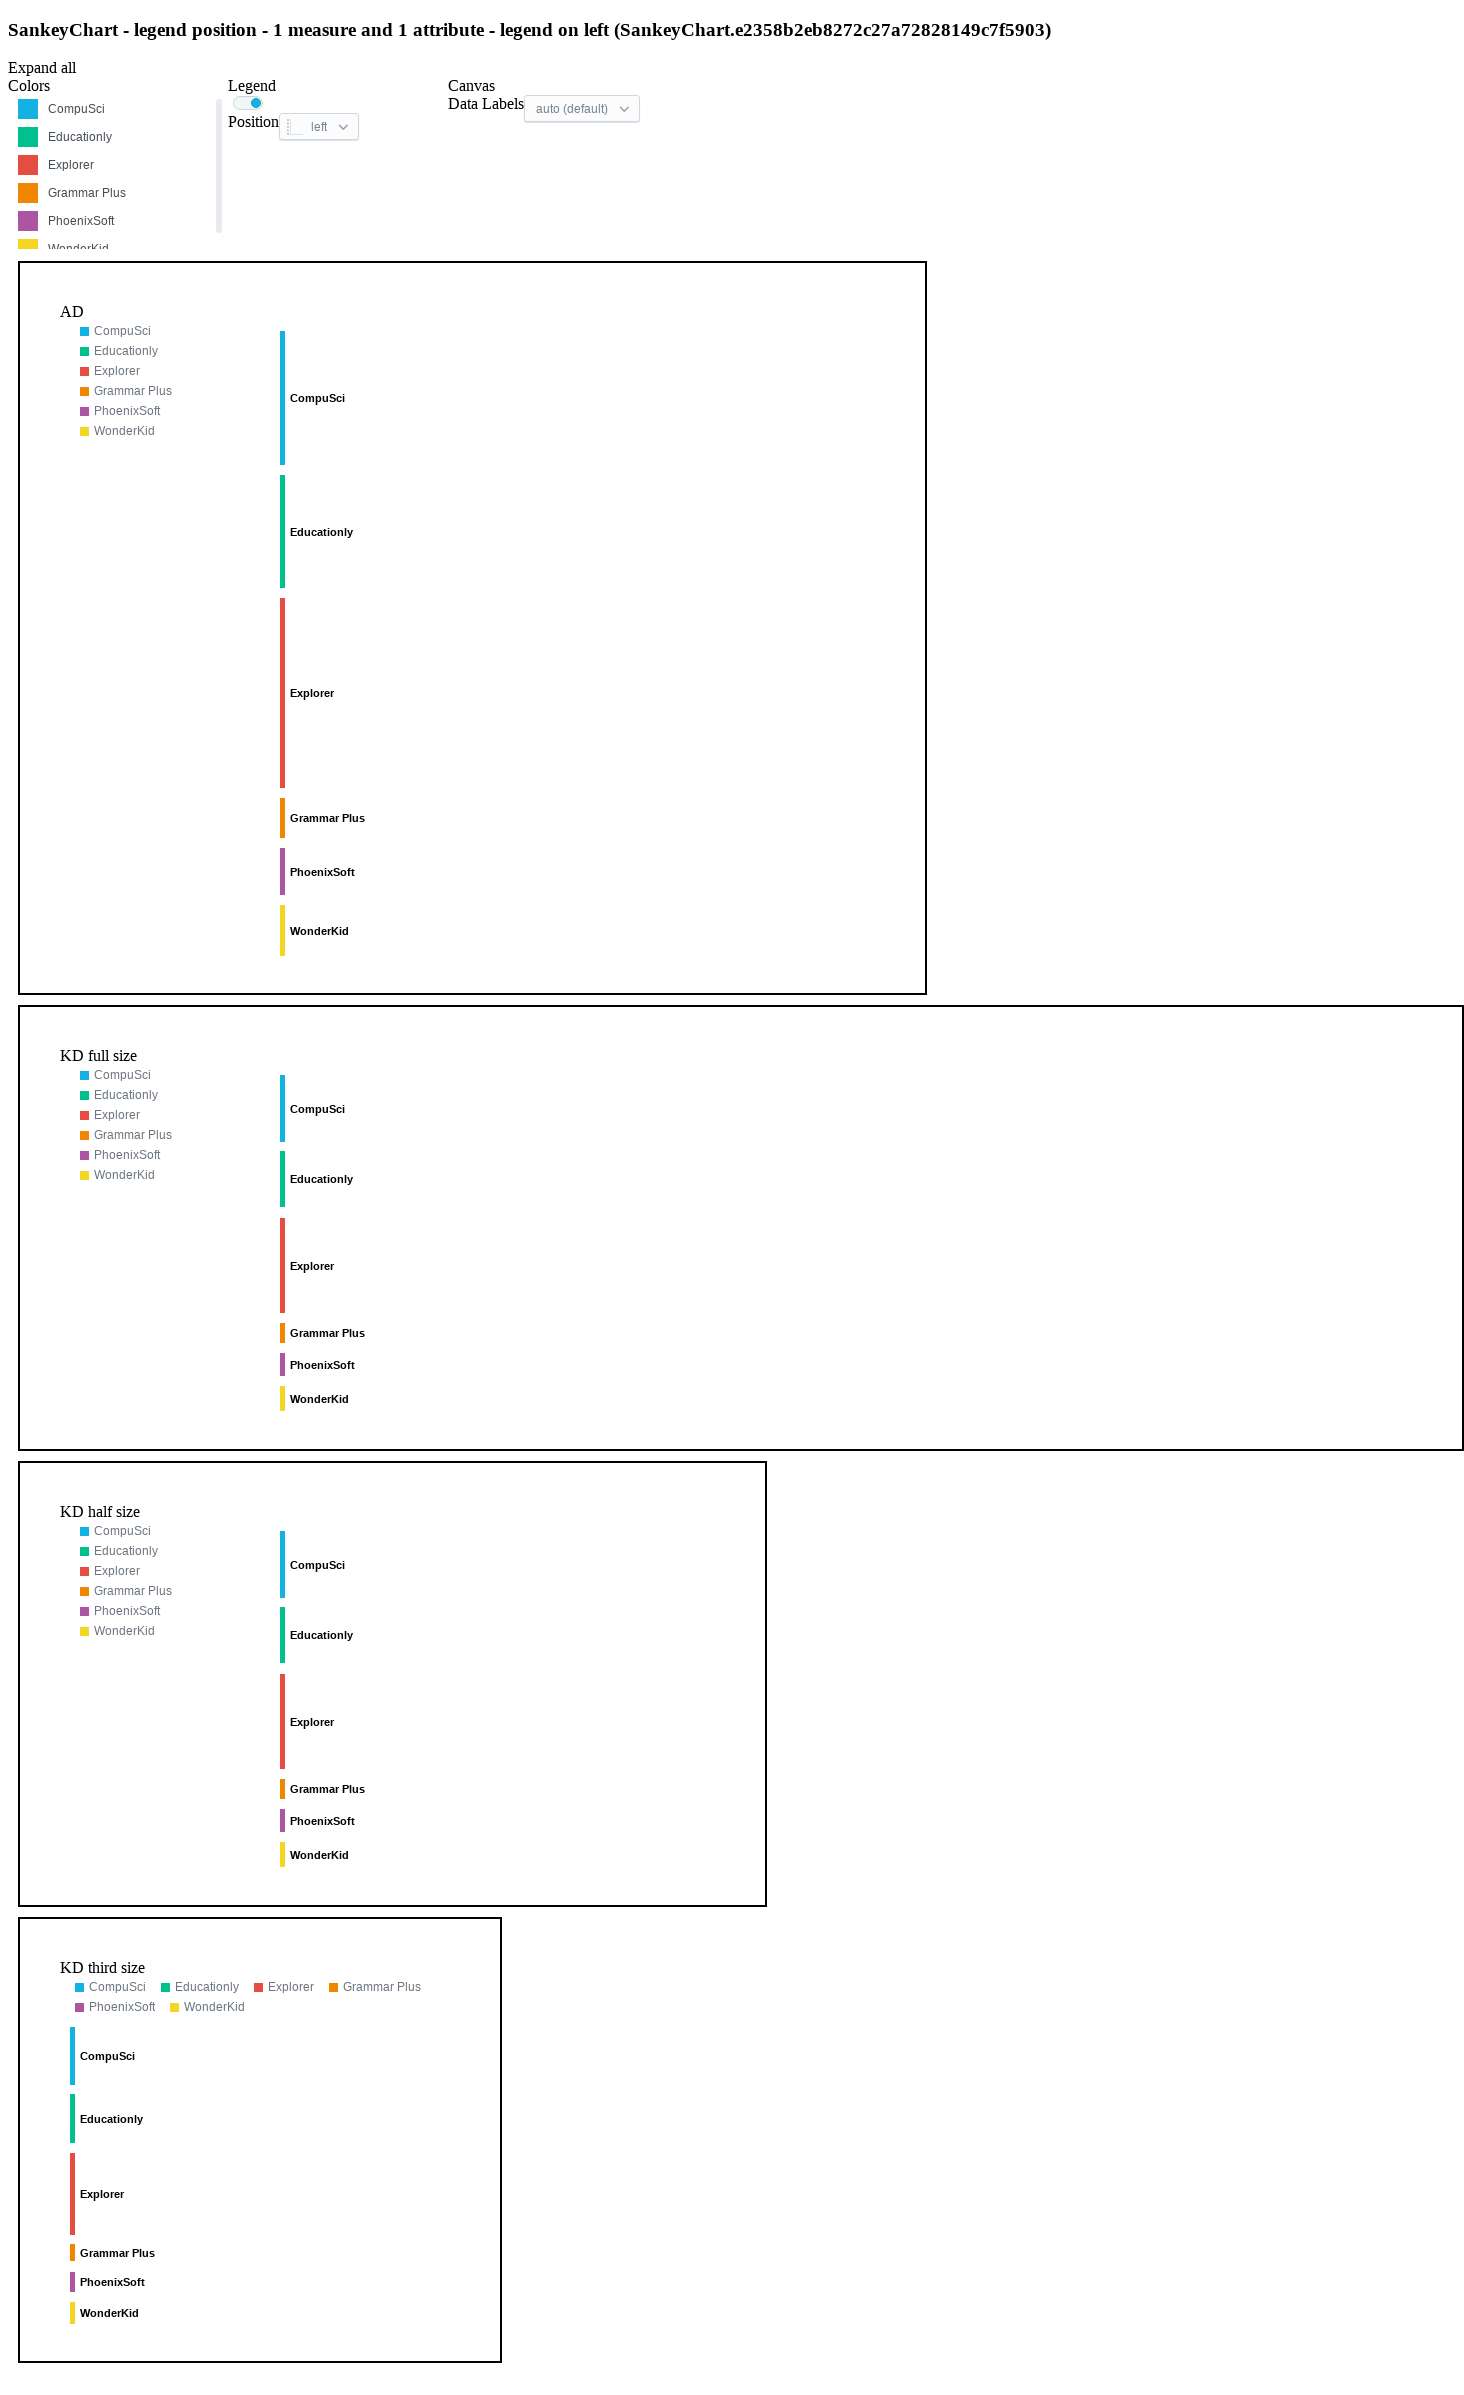 SankeyChart - legend position - 1 measure and 1 attribute - legend on left (SankeyChart.e2358b2eb8272c27a72828149c7f5903)
Expand all
Colors
CompuSci
Educationly
Explorer
Grammar Plus
PhoenixSoft
WonderKid
Legend
Position left
Canvas
Data Labels auto (default)
AD
CompuSci
Educationly
Explorer
Grammar Plus
PhoenixSoft
WonderKid
CompuSci
Educationly
Explorer
Grammar Plus
PhoenixSoft
WonderKid
KD full size
CompuSci
Educationly
Explorer
Grammar Plus
PhoenixSoft
WonderKid
CompuSci
Educationly
Explorer
Grammar Plus
PhoenixSoft
WonderKid
KD half size
CompuSci
Educationly
Explorer
Grammar Plus
PhoenixSoft
WonderKid
CompuSci
Educationly
Explorer
Grammar Plus
PhoenixSoft
WonderKid
KD third size
CompuSci Educationly Explorer Grammar Plus
PhoenixSoft WonderKid
CompuSci
Educationly
Explorer
Grammar Plus
PhoenixSoft
WonderKid